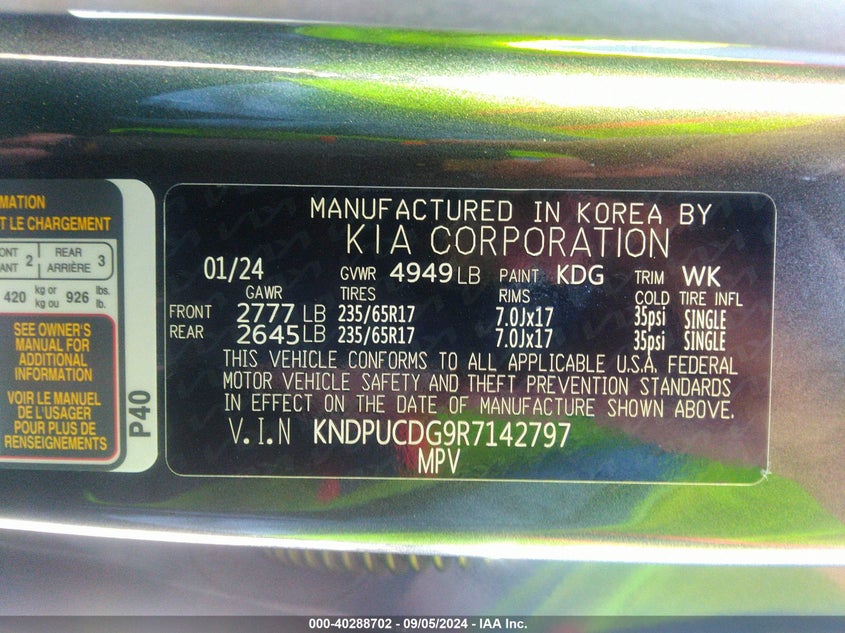 MATION
T LE CHARGEMENT
ONT
ANT 2
REAR
ARRIÈRE 3
420 kg or
kg ou 926 lbs.
lb.
SEE OWNER'S
MANUAL FOR
ADDITIONAL
INFORMATION
VOIR LE MANUEL
DE L'USAGER
POUR PLUS DE
RENSEIGNEMENTS
P40
MANUFACTURED IN KOREA BY
KIA CORPORATION
01/24 GVWR 4949 LB PAINT KDG TRIM WK
GAWR TIRES RIMS COLD TIRE INFL
FRONT 2777 LB 235/65R17 7.0Jx17 35psi SINGLE
REAR 2645 LB 235/65R17 7.0Jx17 35psi SINGLE
THIS VEHICLE CONFORMS TO ALL APPLICABLE U.S.A. FEDERAL
MOTOR VEHICLE SAFETY AND THEFT PREVENTION STANDARDS
IN EFFECT ON THE DATE OF MANUFACTURE SHOWN ABOVE.
V.I.N KNDPUCDG9R7142797
MPV
000-40288702 - 09/05/2024 - IAA Inc.